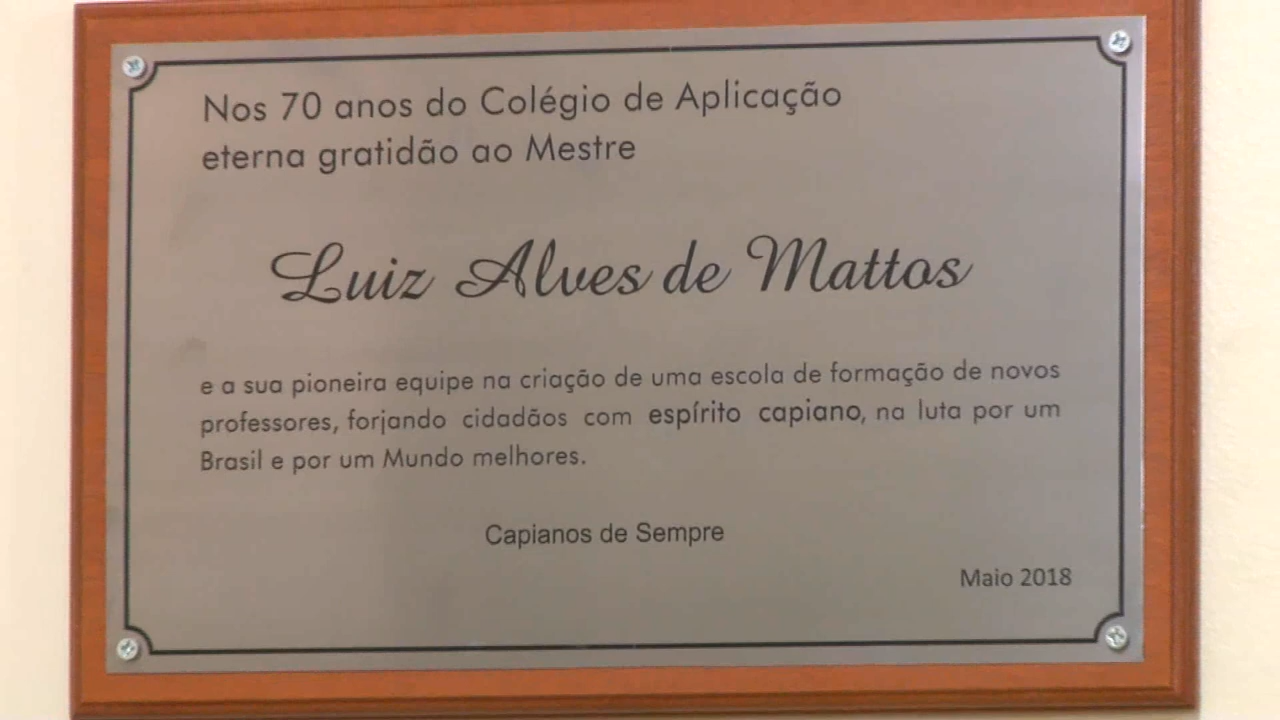 Nos 70 anos do Colégio de Aplicação
eterna gratidão ao Mestre
Luiz Alves de Mattos
e a sua pioneira equipe na criação de uma escola de formação de novos
professores, forjando cidadãos com espírito capiano, na luta por um
Brasil e por um Mundo melhores.
Capianos de Sempre
Maio 2018